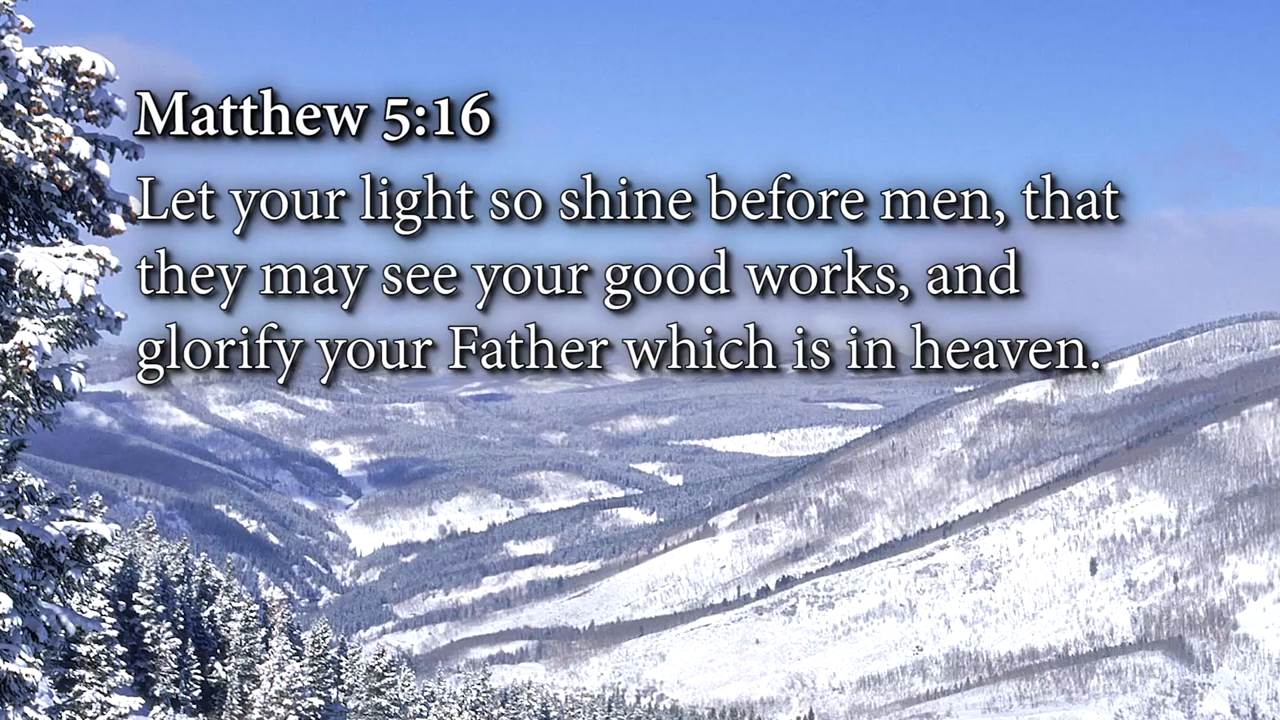 Matthew 5:16
Let your light so shine before men, that
they may see your good works, and
glorify your Father which is in heaven.